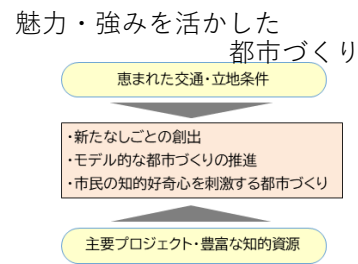 魅力・強みを活かした
都市づくり
恵まれた交通・立地条件
・新たなしごとの創出
・モデル的な都市づくりの推進
・市民の知的好奇心を刺激する都市づくり
主要プロジェクト・豊富な知的資源